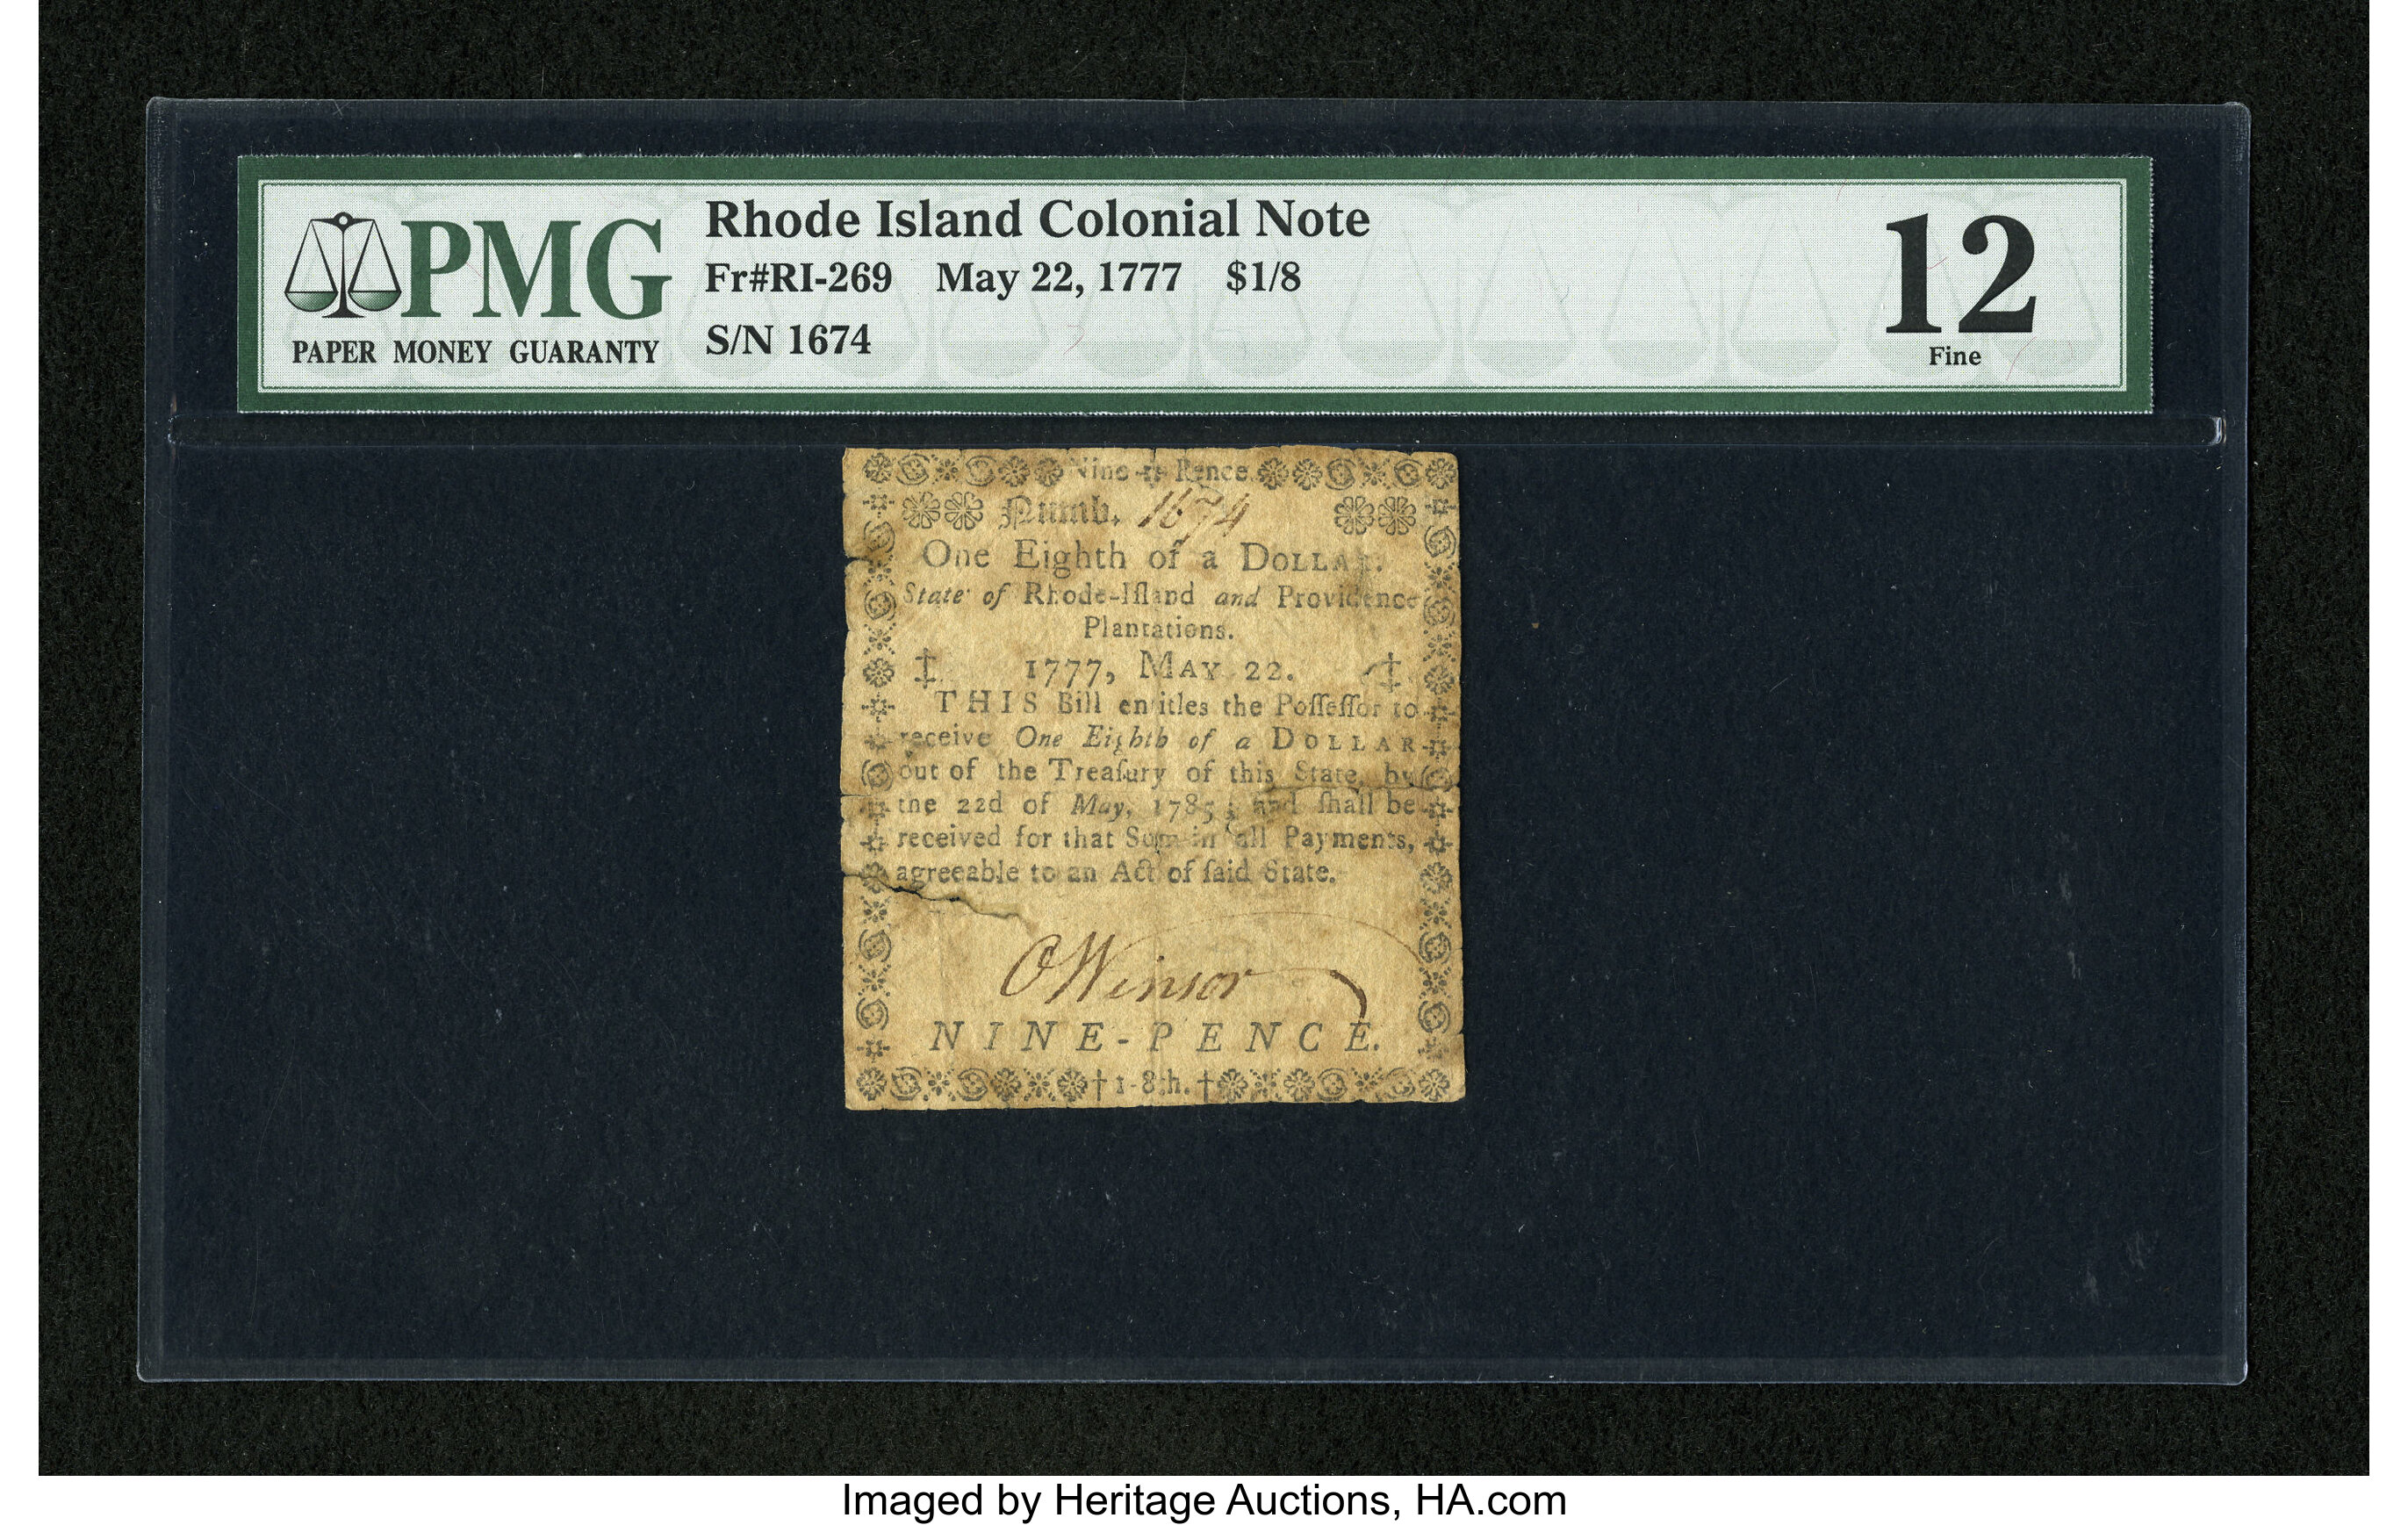 PMG
PAPER MONEY GUARANTY
Rhode Island Colonial Note
Fr#RI-269 May 22, 1777 $1/8
S/N 1674
12
Fine
Nine Pence.
Numb. 1674
One Eighth of a DOLLAR.
State of Rhode-Iſland and Providence
Plantations.
‡ 1777, MAY 22. ‡
THIS Bill entitles the Poſſeſſor to
receive One Eighth of a DOLLAR
out of the Treaſury of this State, by
the 22d of May, 1785; and ſhall be
received for that Sum in all Payments,
agreeable to an Act of ſaid State.
O Winsor
NINE-PENCE.
† 1-8th. †
Imaged by Heritage Auctions, HA.com